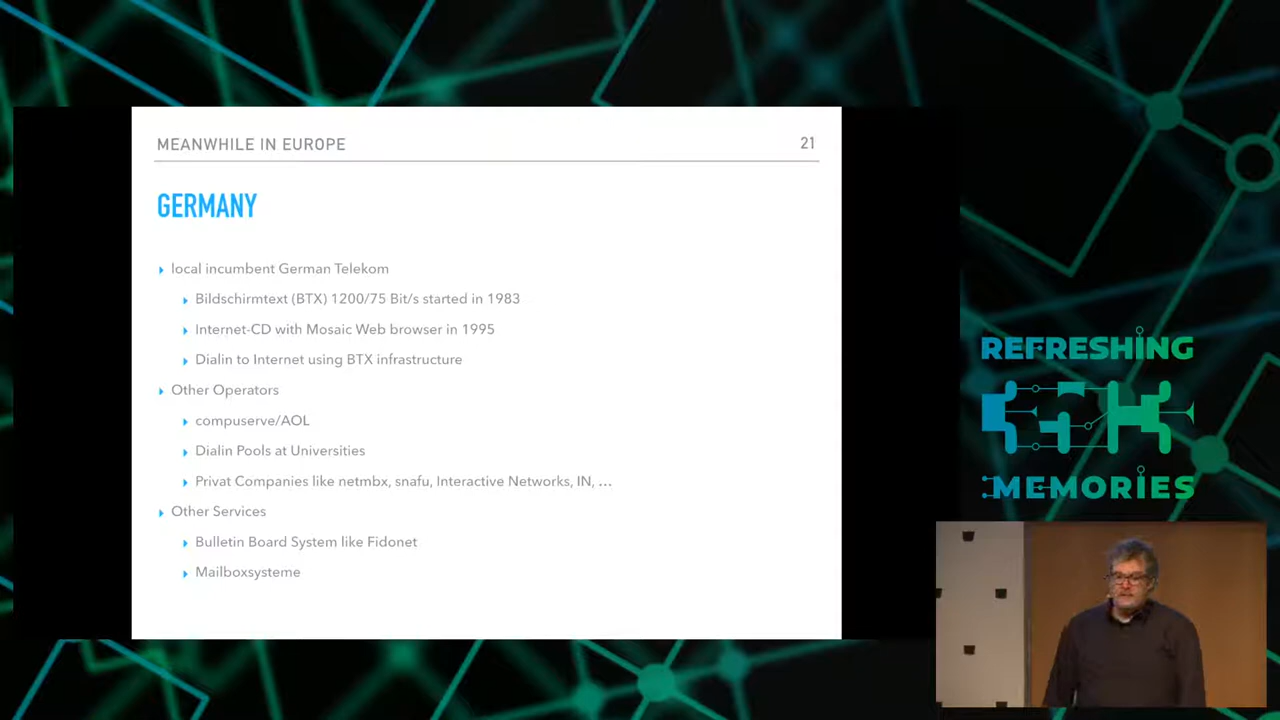 MEANWHILE IN EUROPE 21
GERMANY
local incumbent German Telekom
Bildschirmtext (BTX) 1200/75 Bit/s started in 1983
Internet-CD with Mosaic Web browser in 1995
Dialin to Internet using BTX infrastructure
Other Operators
compuserve/AOL
Dialin Pools at Universities
Privat Companies like netmbx, snafu, Interactive Networks, IN, …
Other Services
Bulletin Board System like Fidonet
Mailboxsysteme
REFRESHING
MEMORIES